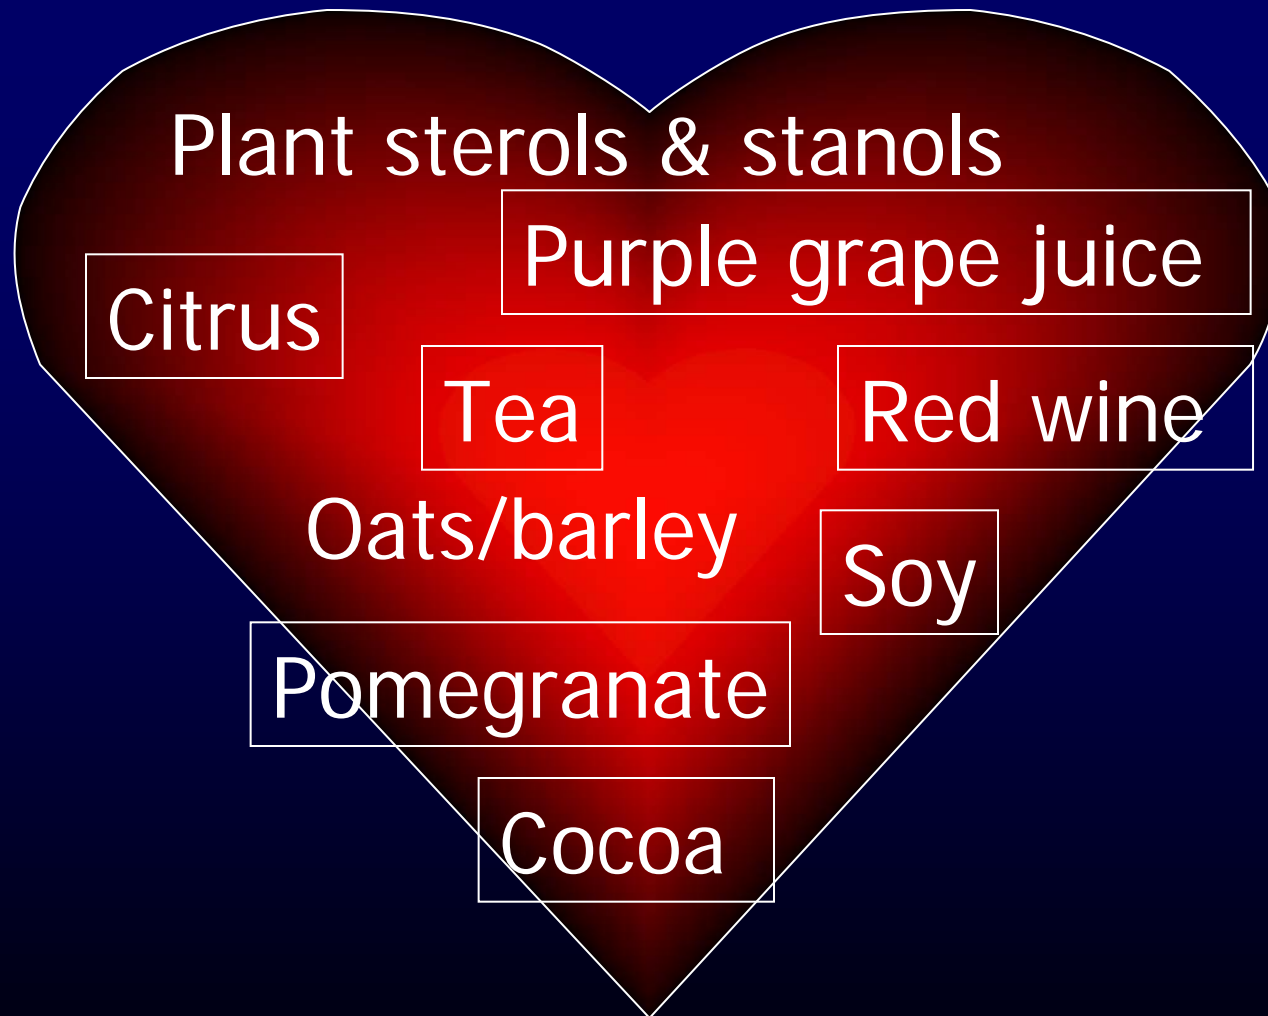 Plant sterols & stanols
Purple grape juice
Citrus
Tea
Red wine
Oats/barley
Soy
Pomegranate
Cocoa